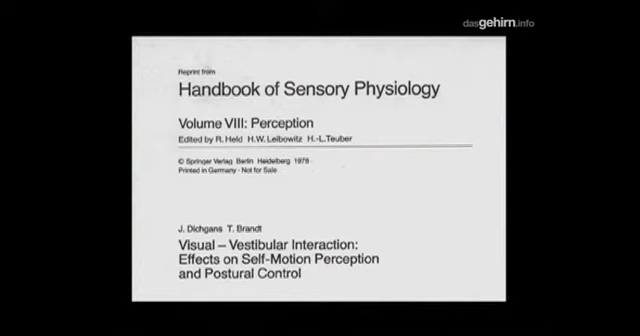 dasgehirn.info
Reprint from
Handbook of Sensory Physiology
Volume VIII: Perception
Edited by R. Held H.W. Leibowitz H.-L. Teuber
© Springer Verlag Berlin Heidelberg 1978
Printed in Germany · Not for Sale
J. Dichgans T. Brandt
Visual – Vestibular Interaction:
Effects on Self-Motion Perception
and Postural Control